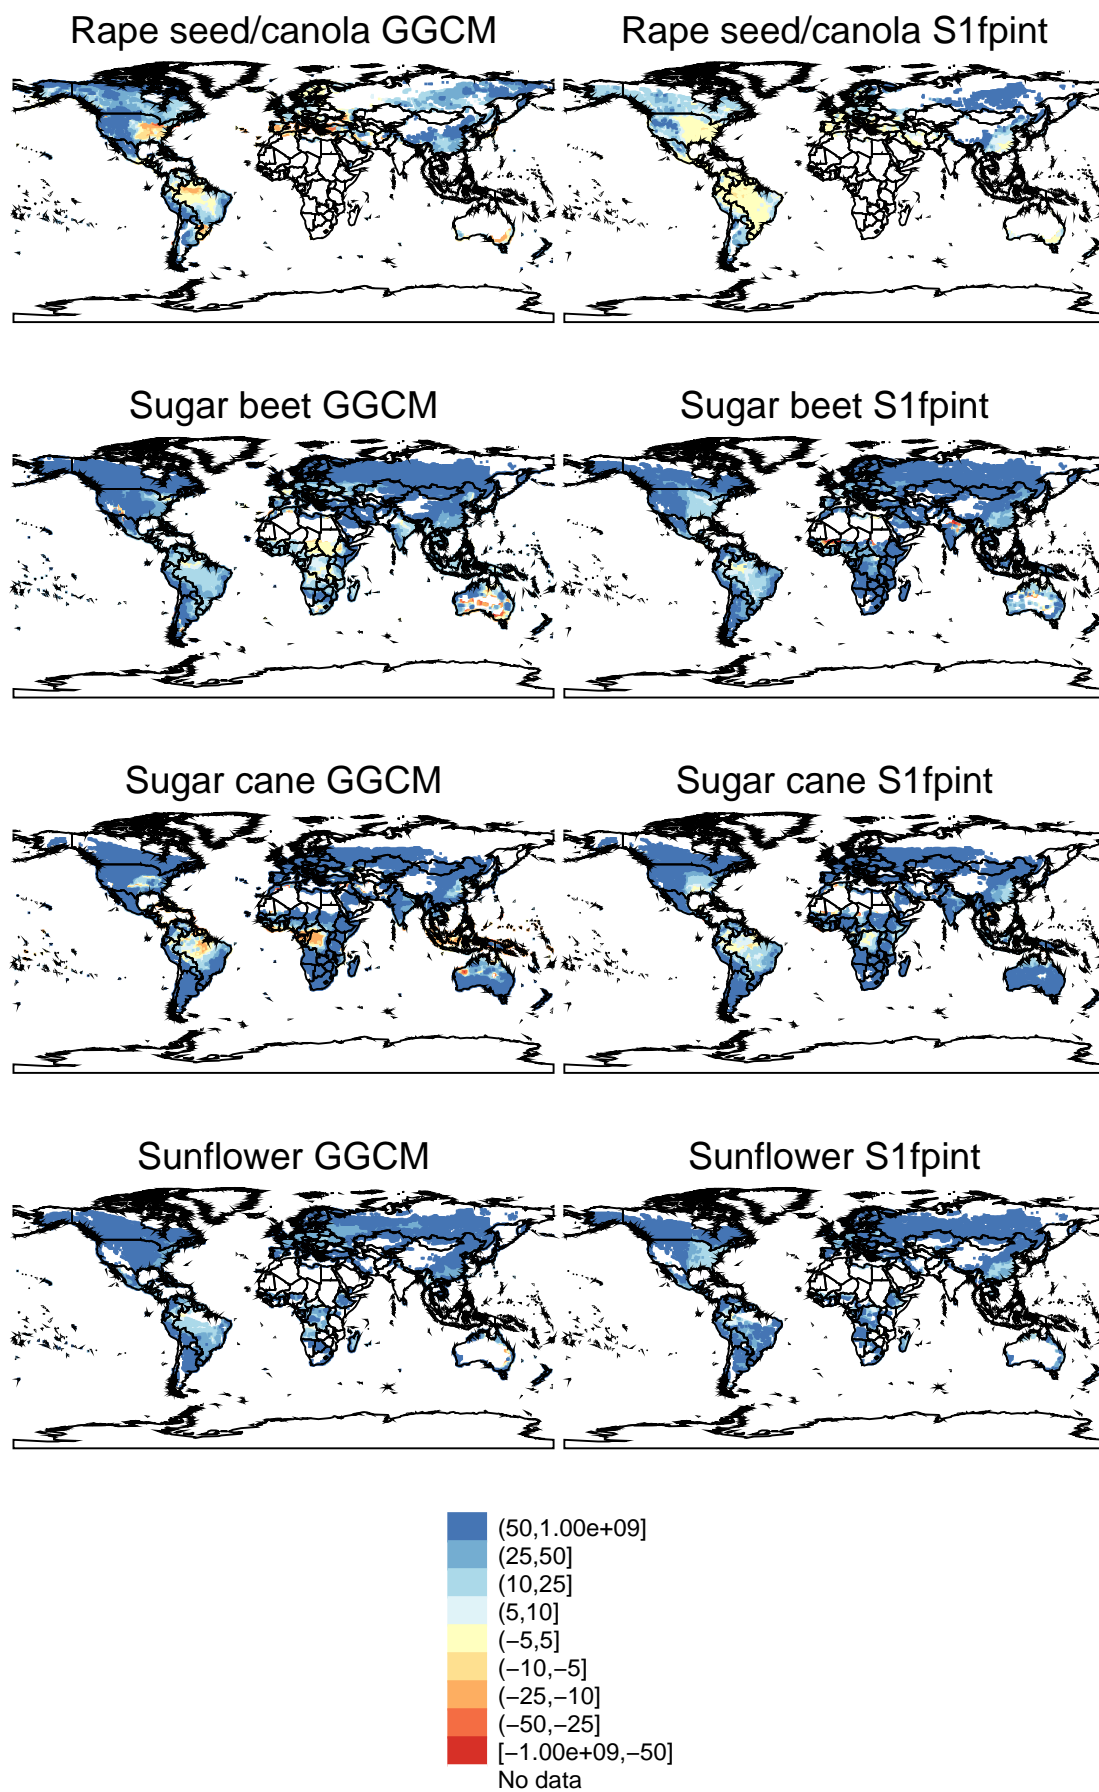 Rape seed/canola GGCM
Rape seed/canola S1fpint
Sugar beet GGCM
Sugar beet S1fpint
Sugar cane GGCM
Sugar cane S1fpint
Sunflower GGCM
Sunflower S1fpint
(50,1.00e+09]
(25,50]
(10,25]
(5,10]
(−5,5]
(−10,−5]
(−25,−10]
(−50,−25]
[−1.00e+09,−50]
No data